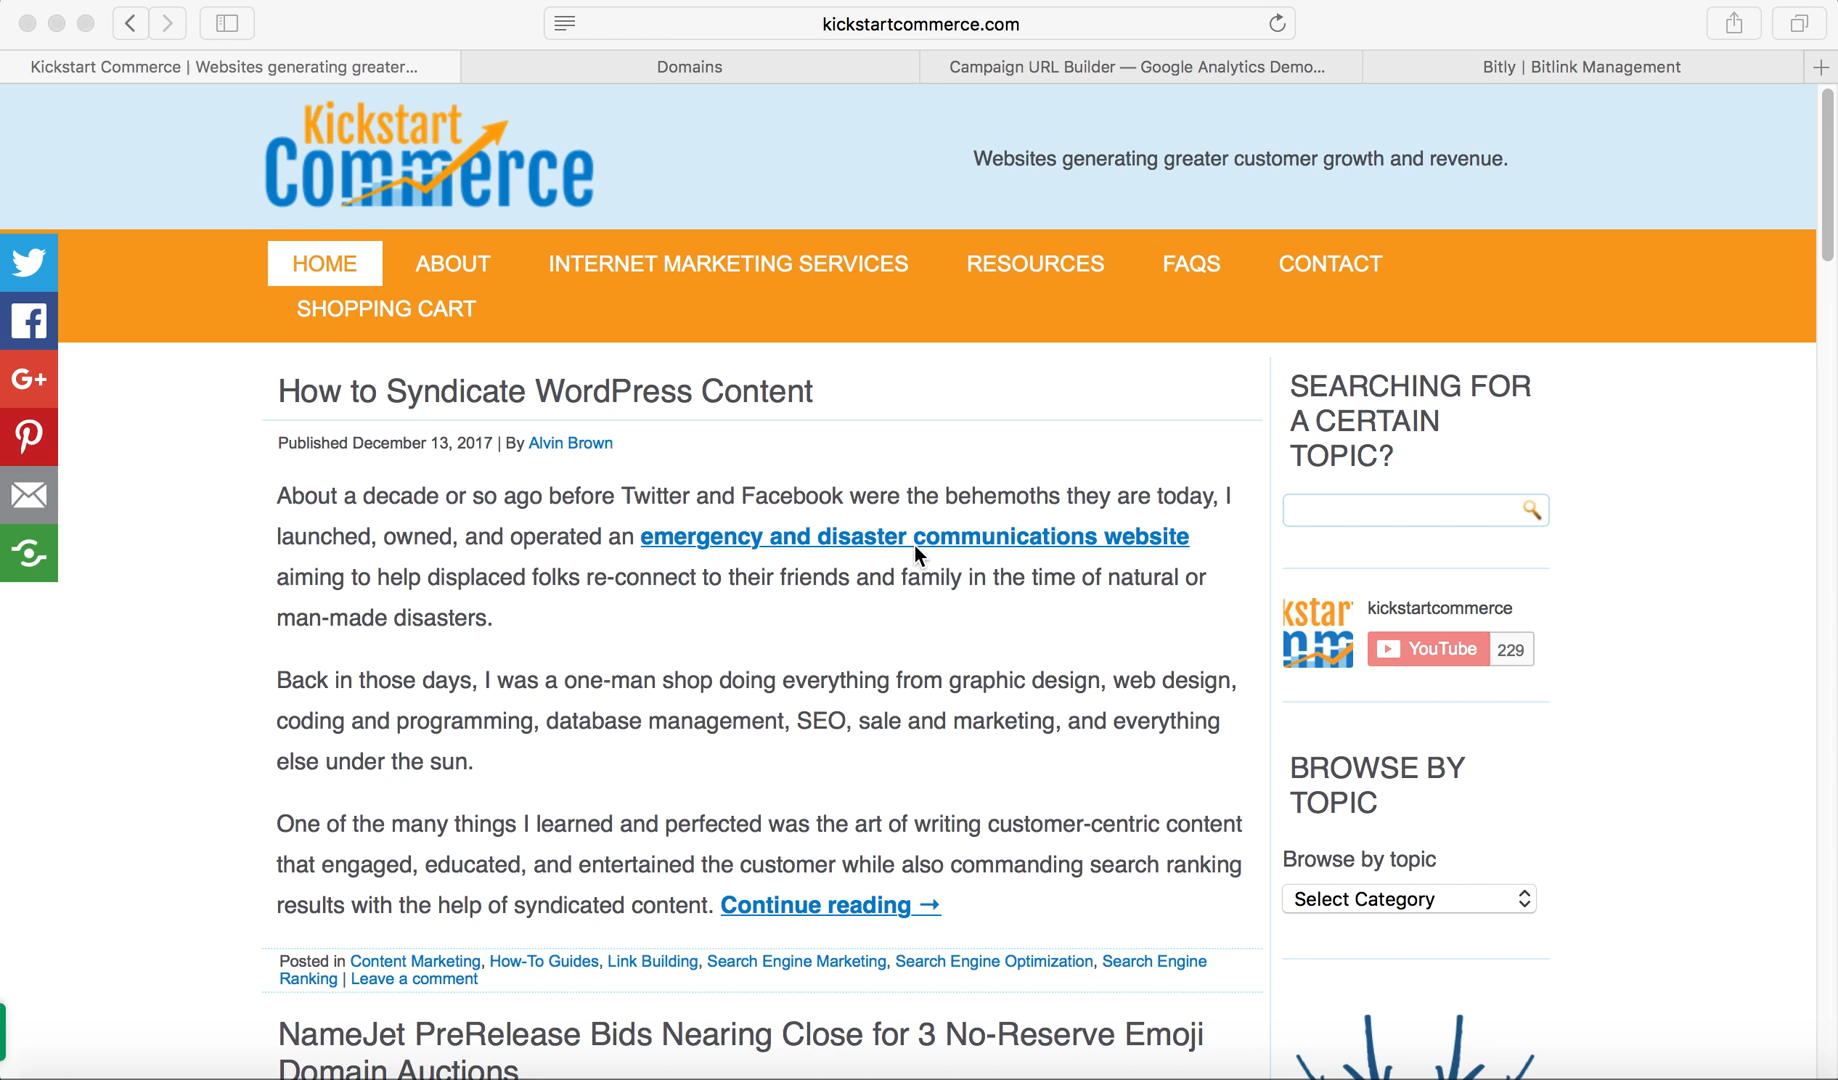 kickstartcommerce.com
Kickstart Commerce | Websites generating greater...
Domains
Campaign URL Builder — Google Analytics Demo...
Bitly | Bitlink Management
Kickstart
Commerce
Websites generating greater customer growth and revenue.
HOME
ABOUT
INTERNET MARKETING SERVICES
RESOURCES
FAQS
CONTACT
SHOPPING CART
G+
How to Syndicate WordPress Content
Published December 13, 2017 | By Alvin Brown
About a decade or so ago before Twitter and Facebook were the behemoths they are today, I
launched, owned, and operated an emergency and disaster communications website
aiming to help displaced folks re-connect to their friends and family in the time of natural or
man-made disasters.
Back in those days, I was a one-man shop doing everything from graphic design, web design,
coding and programming, database management, SEO, sale and marketing, and everything
else under the sun.
One of the many things I learned and perfected was the art of writing customer-centric content
that engaged, educated, and entertained the customer while also commanding search ranking
results with the help of syndicated content. Continue reading →
Posted in Content Marketing, How-To Guides, Link Building, Search Engine Marketing, Search Engine Optimization, Search Engine
Ranking | Leave a comment
NameJet PreRelease Bids Nearing Close for 3 No-Reserve Emoji
Domain Auctions
SEARCHING FOR
A CERTAIN
TOPIC?
kstar
mm
kickstartcommerce
YouTube 229
BROWSE BY
TOPIC
Browse by topic
Select Category